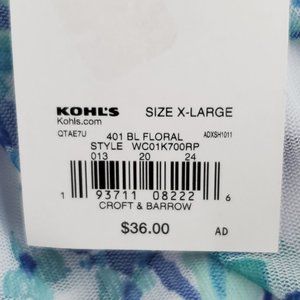 KOHL'S SIZE X-LARGE
Kohls.com
QTAE7U 401 BL FLORAL ADXSH1011
STYLE WC01K700RP
013 20 24
1 93711 08222 6
CROFT & BARROW
$36.00 AD